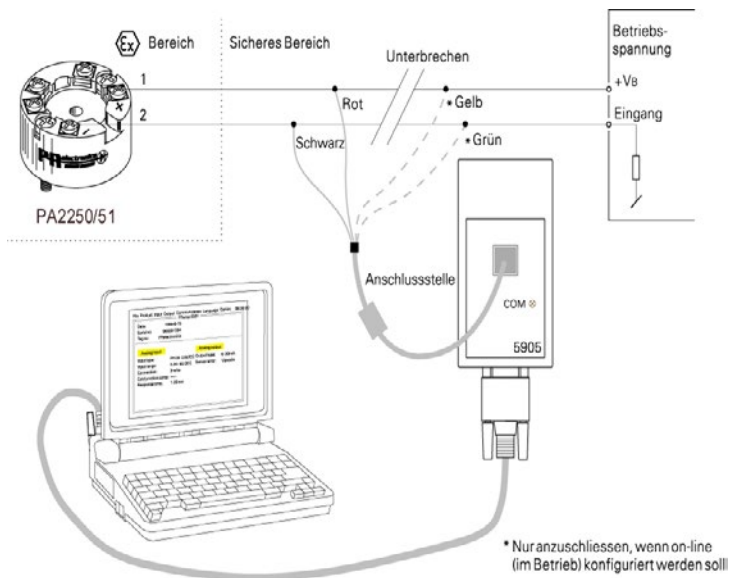 Ex Bereich
Sicheres Bereich
Betriebs-
spannung
Unterbrechen
1
+VB
Rot
* Gelb
Eingang
2
Schwarz
* Grün
PA2250/51
Anschlussstelle
COM
5905
* Nur anzuschliessen, wenn on-line
(im Betrieb) konfiguriert werden soll